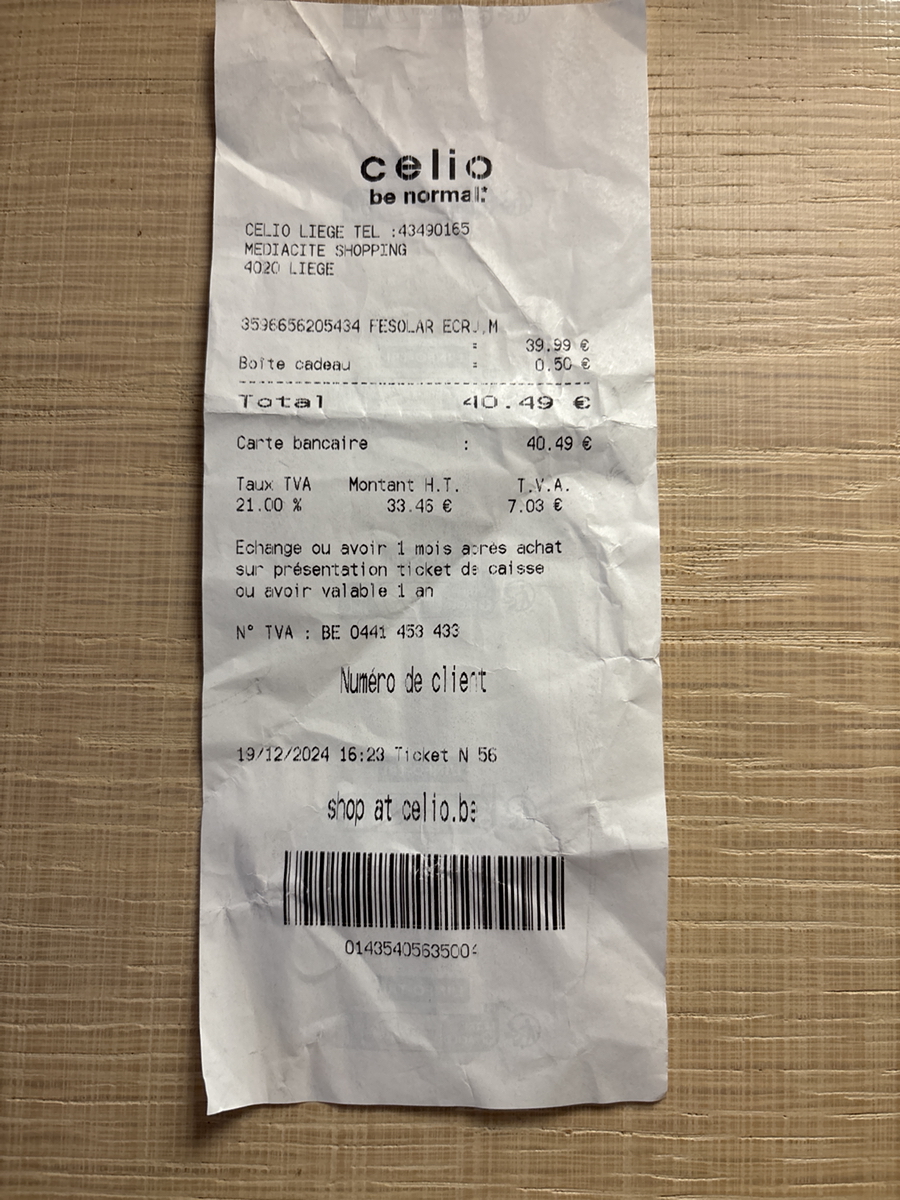 celio
be normal*
CELIO LIEGE TEL :43490165
MEDIACITE SHOPPING
4020 LIEGE
3596656205434 FESOLAR M
: 39.99 €
Boîte cadeau : 0.50 €
Total 40.49 €
Carte bancaire : 40.49 €
Taux TVA Montant H.T. T.V.A.
21.00 % 33.46 € 7.03 €
Echange ou avoir 1 mois après achat
sur présentation ticket de caisse
ou avoir valable 1 an
N° TVA : BE 0441 453 433
Numéro de client
19/12/2024 16:23 Ticket N 56
shop at celio.be